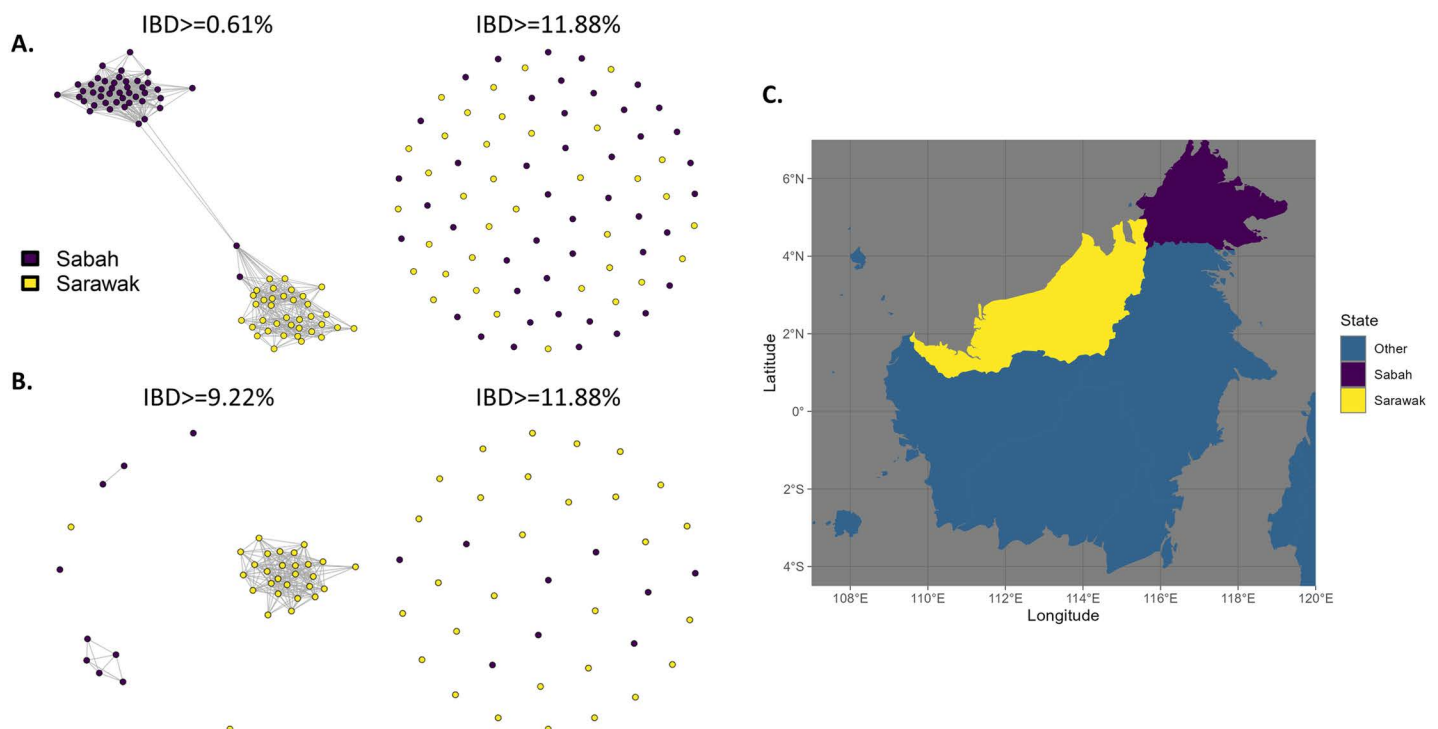 A.
IBD>=0.61%
IBD>=11.88%
Sabah
Sarawak
B.
IBD>=9.22%
IBD>=11.88%
C.
6°N
4°N
2°N
0°
2°S
4°S
Latitude
108°E
110°E
112°E
114°E
116°E
118°E
120°E
Longitude
State
Other
Sabah
Sarawak